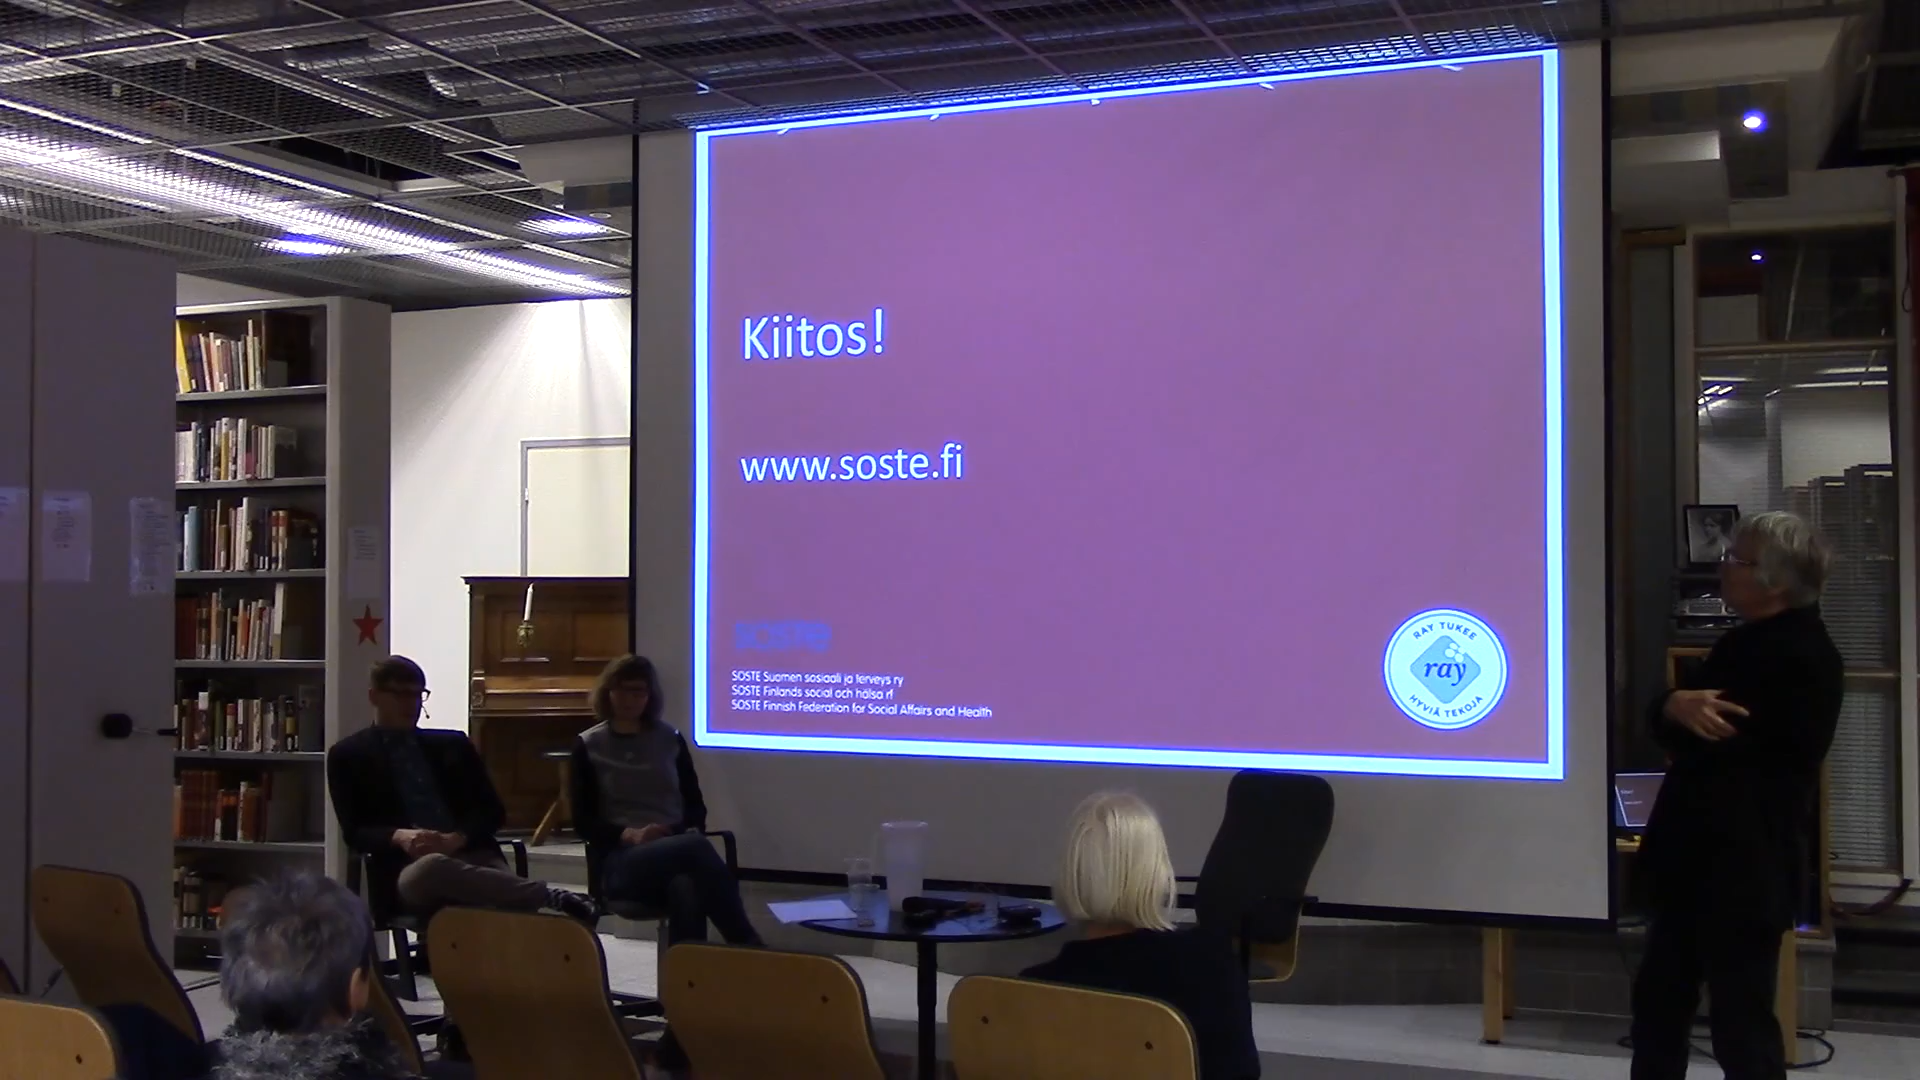 Kiitos!
www.soste.fi
SOSTE
SOSTE Suomen sosiaali ja terveys ry
SOSTE Finlands social och hälsa rf
SOSTE Finnish Federation for Social Affairs and Health
RAY TUKEE
ray
HYVIÄ TEKOJA